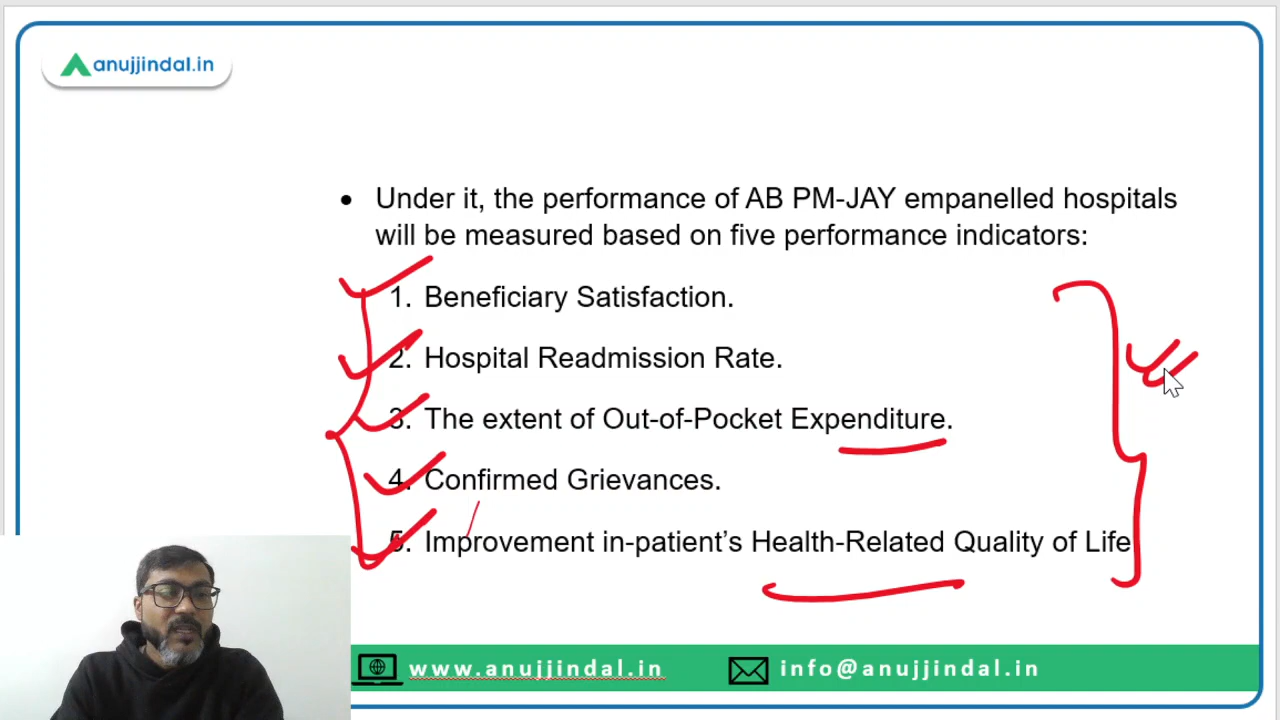 anujjindal.in
• Under it, the performance of AB PM-JAY empanelled hospitals
will be measured based on five performance indicators:
1. Beneficiary Satisfaction.
2. Hospital Readmission Rate.
3. The extent of Out-of-Pocket Expenditure.
4. Confirmed Grievances.
5. Improvement in-patient's Health-Related Quality of Life
www.anujjindal.in info@anujjindal.in